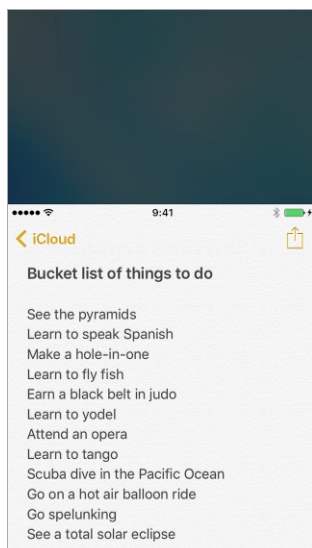 9:41
iCloud
Bucket list of things to do
See the pyramids
Learn to speak Spanish
Make a hole-in-one
Learn to fly fish
Earn a black belt in judo
Learn to yodel
Attend an opera
Learn to tango
Scuba dive in the Pacific Ocean
Go on a hot air balloon ride
Go spelunking
See a total solar eclipse